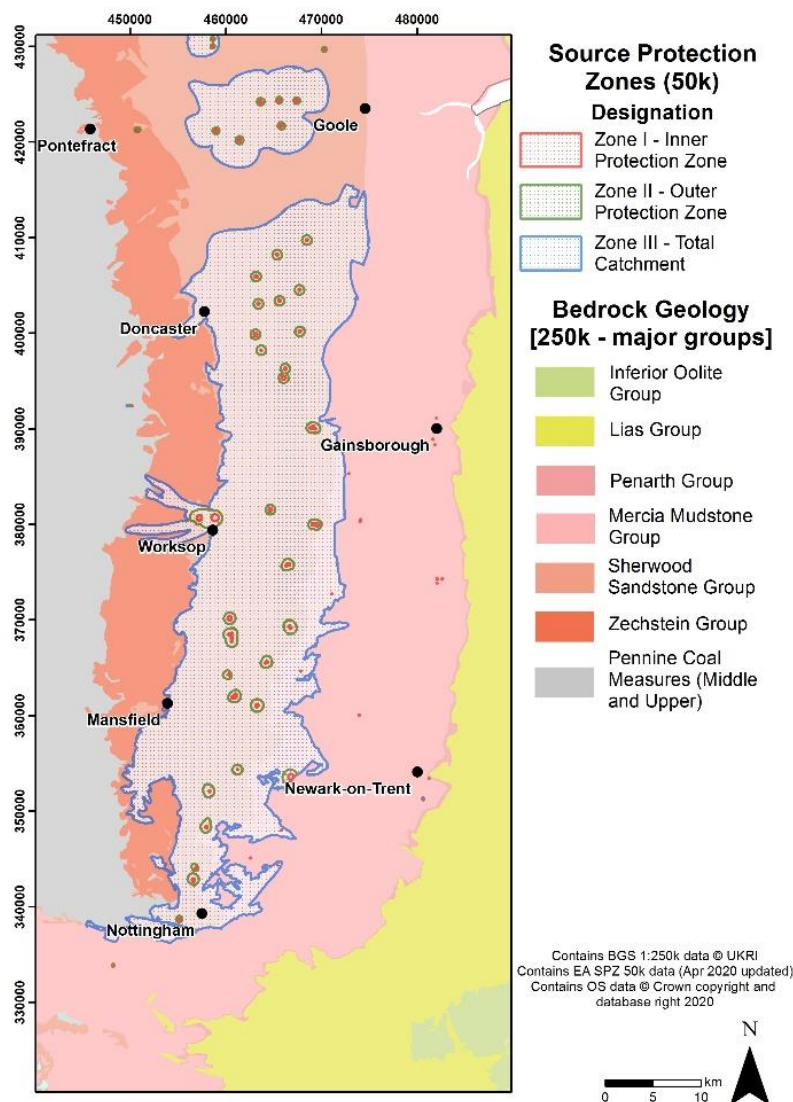 450000 460000 470000 480000
430000
420000
410000
400000
390000
380000
370000
360000
350000
340000
330000
Pontefract
Goole
Doncaster
Gainsborough
Worksop
Mansfield
Newark-on-Trent
Nottingham
Source Protection
Zones (50k)
Designation
Zone I - Inner
Protection Zone
Zone II - Outer
Protection Zone
Zone III - Total
Catchment
Bedrock Geology
[250k - major groups]
Inferior Oolite
Group
Lias Group
Penarth Group
Mercia Mudstone
Group
Sherwood
Sandstone Group
Zechstein Group
Pennine Coal
Measures (Middle
and Upper)
Contains BGS 1:250k data © UKRI
Contains EA SPZ 50k data (Apr 2020 updated)
Contains OS data © Crown copyright and
database right 2020
N
km
0 5 10